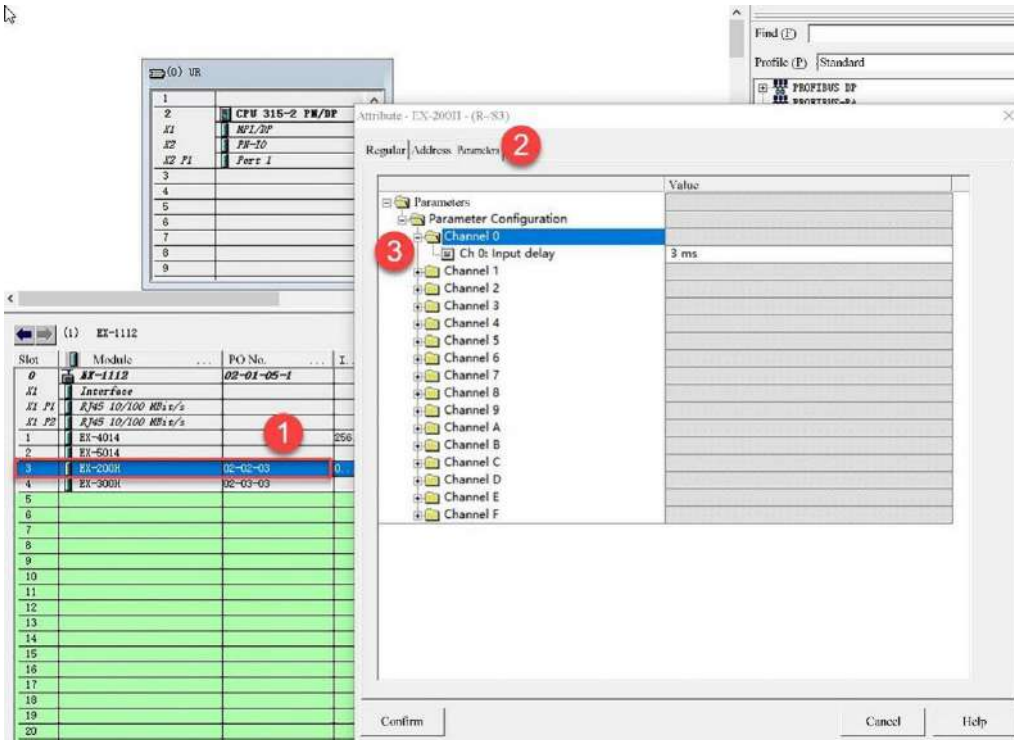 Find (F)
Profile (P) Standard
PROFIBUS DP
PROFIBUS-PA
(0) UR
1
2 CPU 315-2 PN/DP
X1 MPI/DP
X2 PN-IO
X2 P1 Port 1
3
4
5
6
7
8
9
Attribute - EX-200H - (R-/S3)
Regular Address Parameters
2
Value
Parameters
Parameter Configuration
Channel 0
3
Ch 0: Input delay 3 ms
Channel 1
Channel 2
Channel 3
Channel 4
Channel 5
Channel 6
Channel 7
Channel 8
Channel 9
Channel A
Channel B
Channel C
Channel D
Channel E
Channel F
Confirm Cancel Help
(1) EX-1112
Slot Module ... PO No. ... I...
0 EX-1112 02-01-05-1
X1 Interface
X1 P1 RJ45 10/100 MBit/s
X1 P2 RJ45 10/100 MBit/s
1
1 EX-4014 256
2 EX-5014
3 EX-200H 02-02-03 0...
4 EX-300H 02-03-03
5
6
7
8
9
10
11
12
13
14
15
16
17
18
19
20